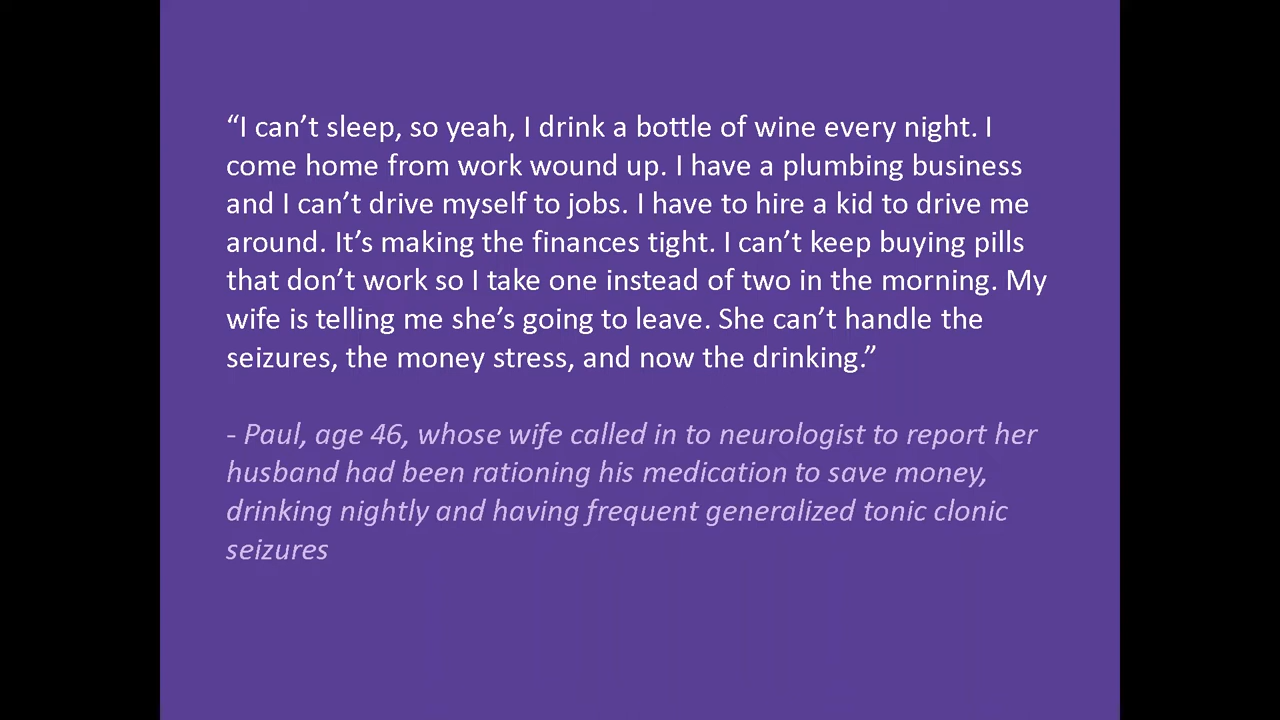 “I can’t sleep, so yeah, I drink a bottle of wine every night. I
come home from work wound up. I have a plumbing business
and I can’t drive myself to jobs. I have to hire a kid to drive me
around. It’s making the finances tight. I can’t keep buying pills
that don’t work so I take one instead of two in the morning. My
wife is telling me she’s going to leave. She can’t handle the
seizures, the money stress, and now the drinking.”
- Paul, age 46, whose wife called in to neurologist to report her
husband had been rationing his medication to save money,
drinking nightly and having frequent generalized tonic clonic
seizures